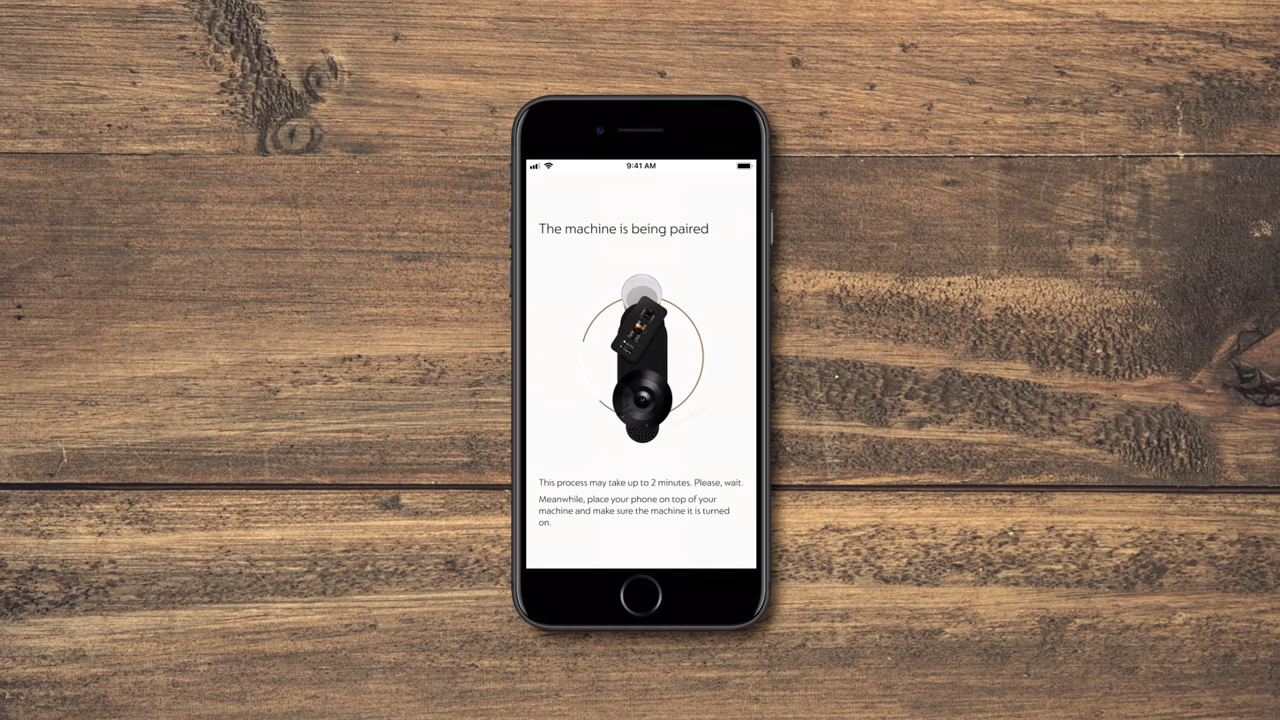 9:41 AM
The machine is being paired
This process may take up to 2 minutes. Please, wait.
Meanwhile, place your phone on top of your
machine and make sure the machine it is turned
on.